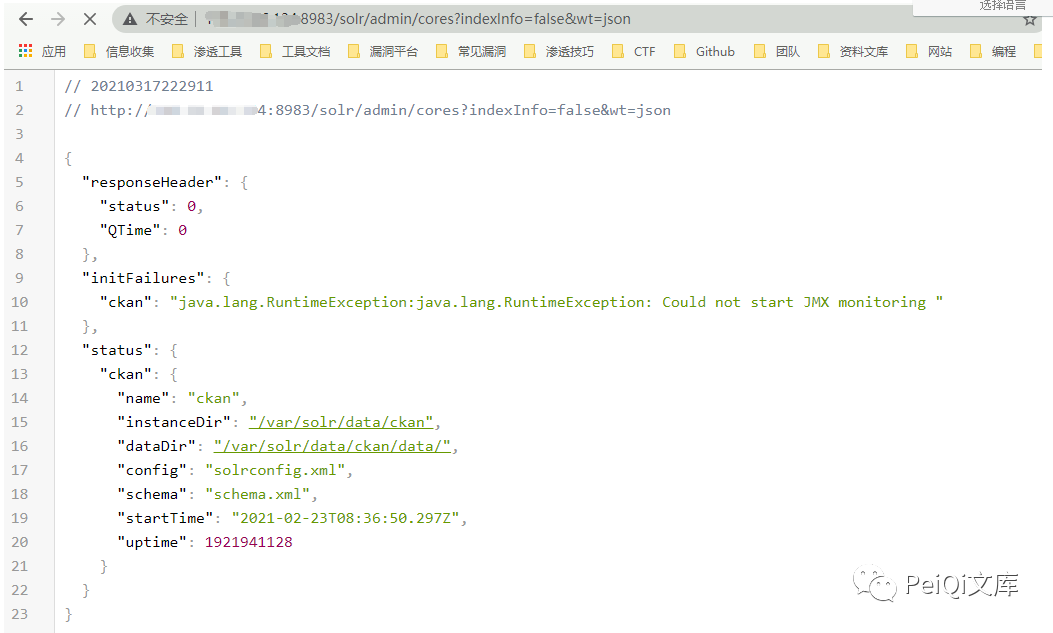 选择语言
不安全 :8983/solr/admin/cores?indexInfo=false&wt=json
应用 信息收集 渗透工具 工具文档 漏洞平台 常见漏洞 渗透技巧 CTF Github 团队 资料文库 网站 编程
1 // 20210317222911
2 // http:// 4:8983/solr/admin/cores?indexInfo=false&wt=json
3
4 {
5 "responseHeader": {
6 "status": 0,
7 "QTime": 0
8 },
9 "initFailures": {
10 "ckan": "java.lang.RuntimeException:java.lang.RuntimeException: Could not start JMX monitoring "
11 },
12 "status": {
13 "ckan": {
14 "name": "ckan",
15 "instanceDir": "/var/solr/data/ckan",
16 "dataDir": "/var/solr/data/ckan/data/",
17 "config": "solrconfig.xml",
18 "schema": "schema.xml",
19 "startTime": "2021-02-23T08:36:50.297Z",
20 "uptime": 1921941128
21 }
22 }
23 }
PeiQi文库